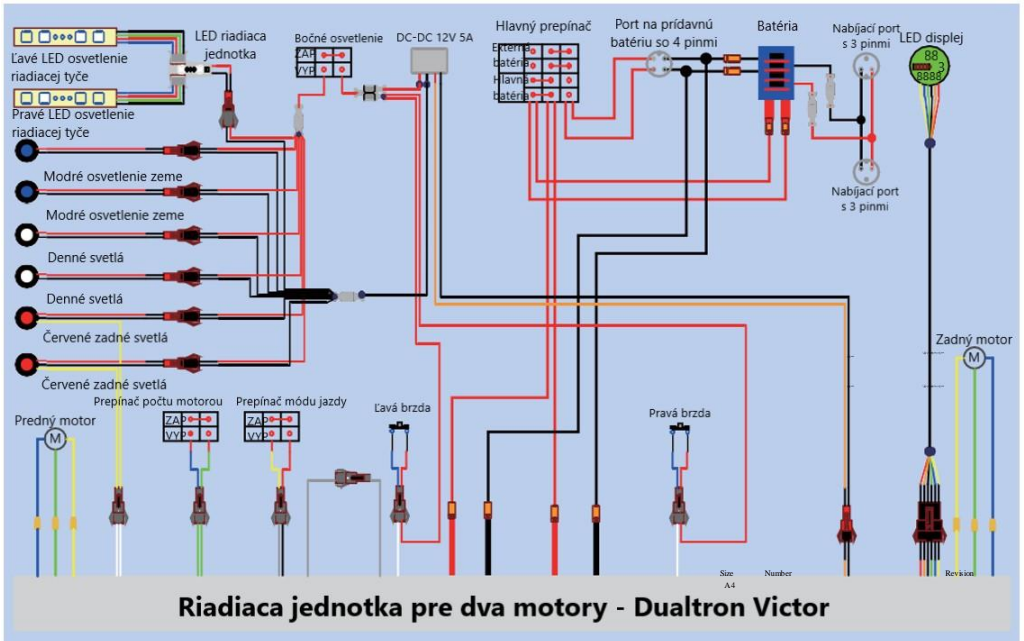 LED riadiaca
jednotka
Bočné osvetlenie
ZAP
VYP
DC-DC 12V 5A
Hlavný prepínač
Externá
batéria
Hlavná
batéria
Port na prídavnú
batériu so 4 pinmi
Batéria
Nabíjací port
s 3 pinmi
LED displej
88
3
8888
Ľavé LED osvetlenie
riadiacej tyče
Pravé LED osvetlenie
riadiacej tyče
Modré osvetlenie zeme
Modré osvetlenie zeme
Denné svetlá
Denné svetlá
Červené zadné svetlá
Červené zadné svetlá
Nabíjací port
s 3 pinmi
Zadný motor
M
Predný motor
M
Prepínač počtu motorou
ZAP
VYP
Prepínač módu jazdy
ZAP
VYP
Ľavá brzda
Pravá brzda
Size
A4
Number
Revision
Riadiaca jednotka pre dva motory - Dualtron Victor